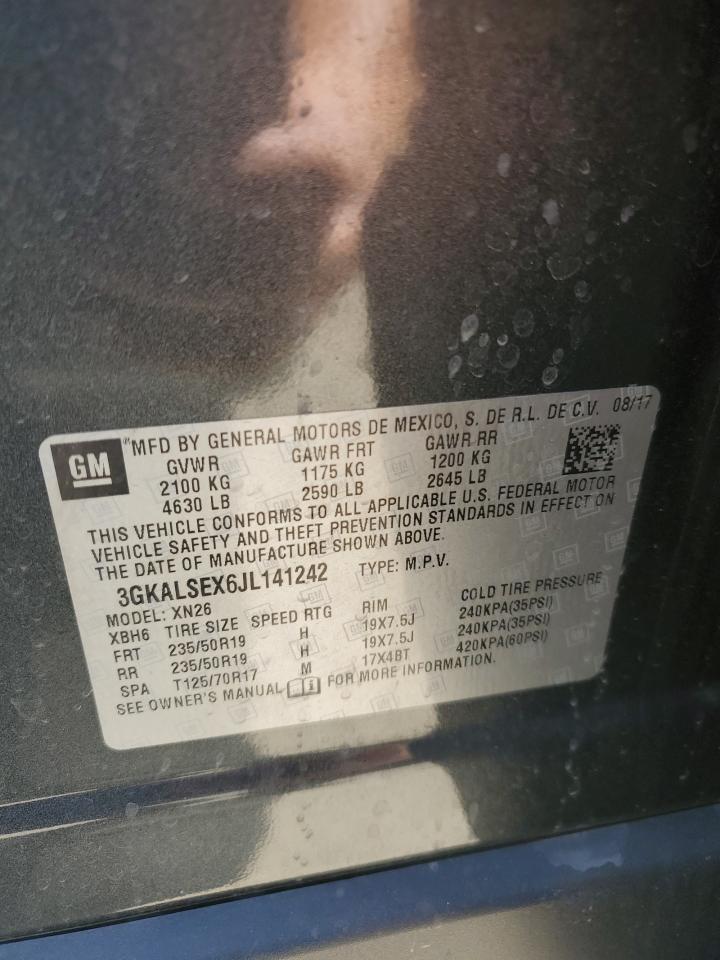 GM
MFD BY GENERAL MOTORS DE MEXICO, S. DE R.L. DE C.V. 08/17
GVWR GAWR FRT GAWR RR
2100 KG 1175 KG 1200 KG
4630 LB 2590 LB 2645 LB
THIS VEHICLE CONFORMS TO ALL APPLICABLE U.S. FEDERAL MOTOR
VEHICLE SAFETY AND THEFT PREVENTION STANDARDS IN EFFECT ON
THE DATE OF MANUFACTURE SHOWN ABOVE.
3GKALSEX6JL141242 TYPE: M.P.V.
MODEL: XN26
XBH6 TIRE SIZE SPEED RTG RIM COLD TIRE PRESSURE
FRT 235/50R19 H 19X7.5J 240KPA(35PSI)
RR 235/50R19 H 19X7.5J 240KPA(35PSI)
SPA T125/70R17 M 17X4BT 420KPA(60PSI)
SEE OWNER'S MANUAL FOR MORE INFORMATION.